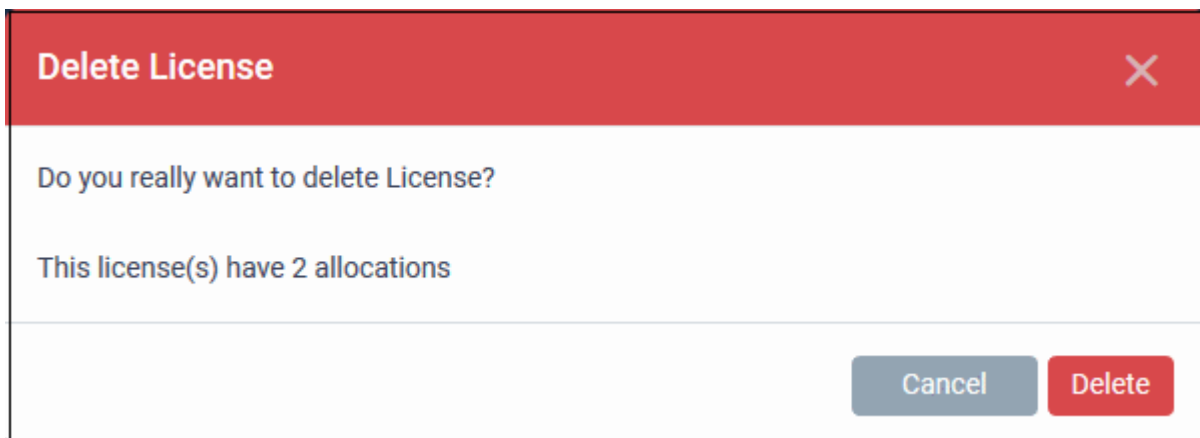 Delete License
Do you really want to delete License?
This license(s) have 2 allocations
Cancel Delete